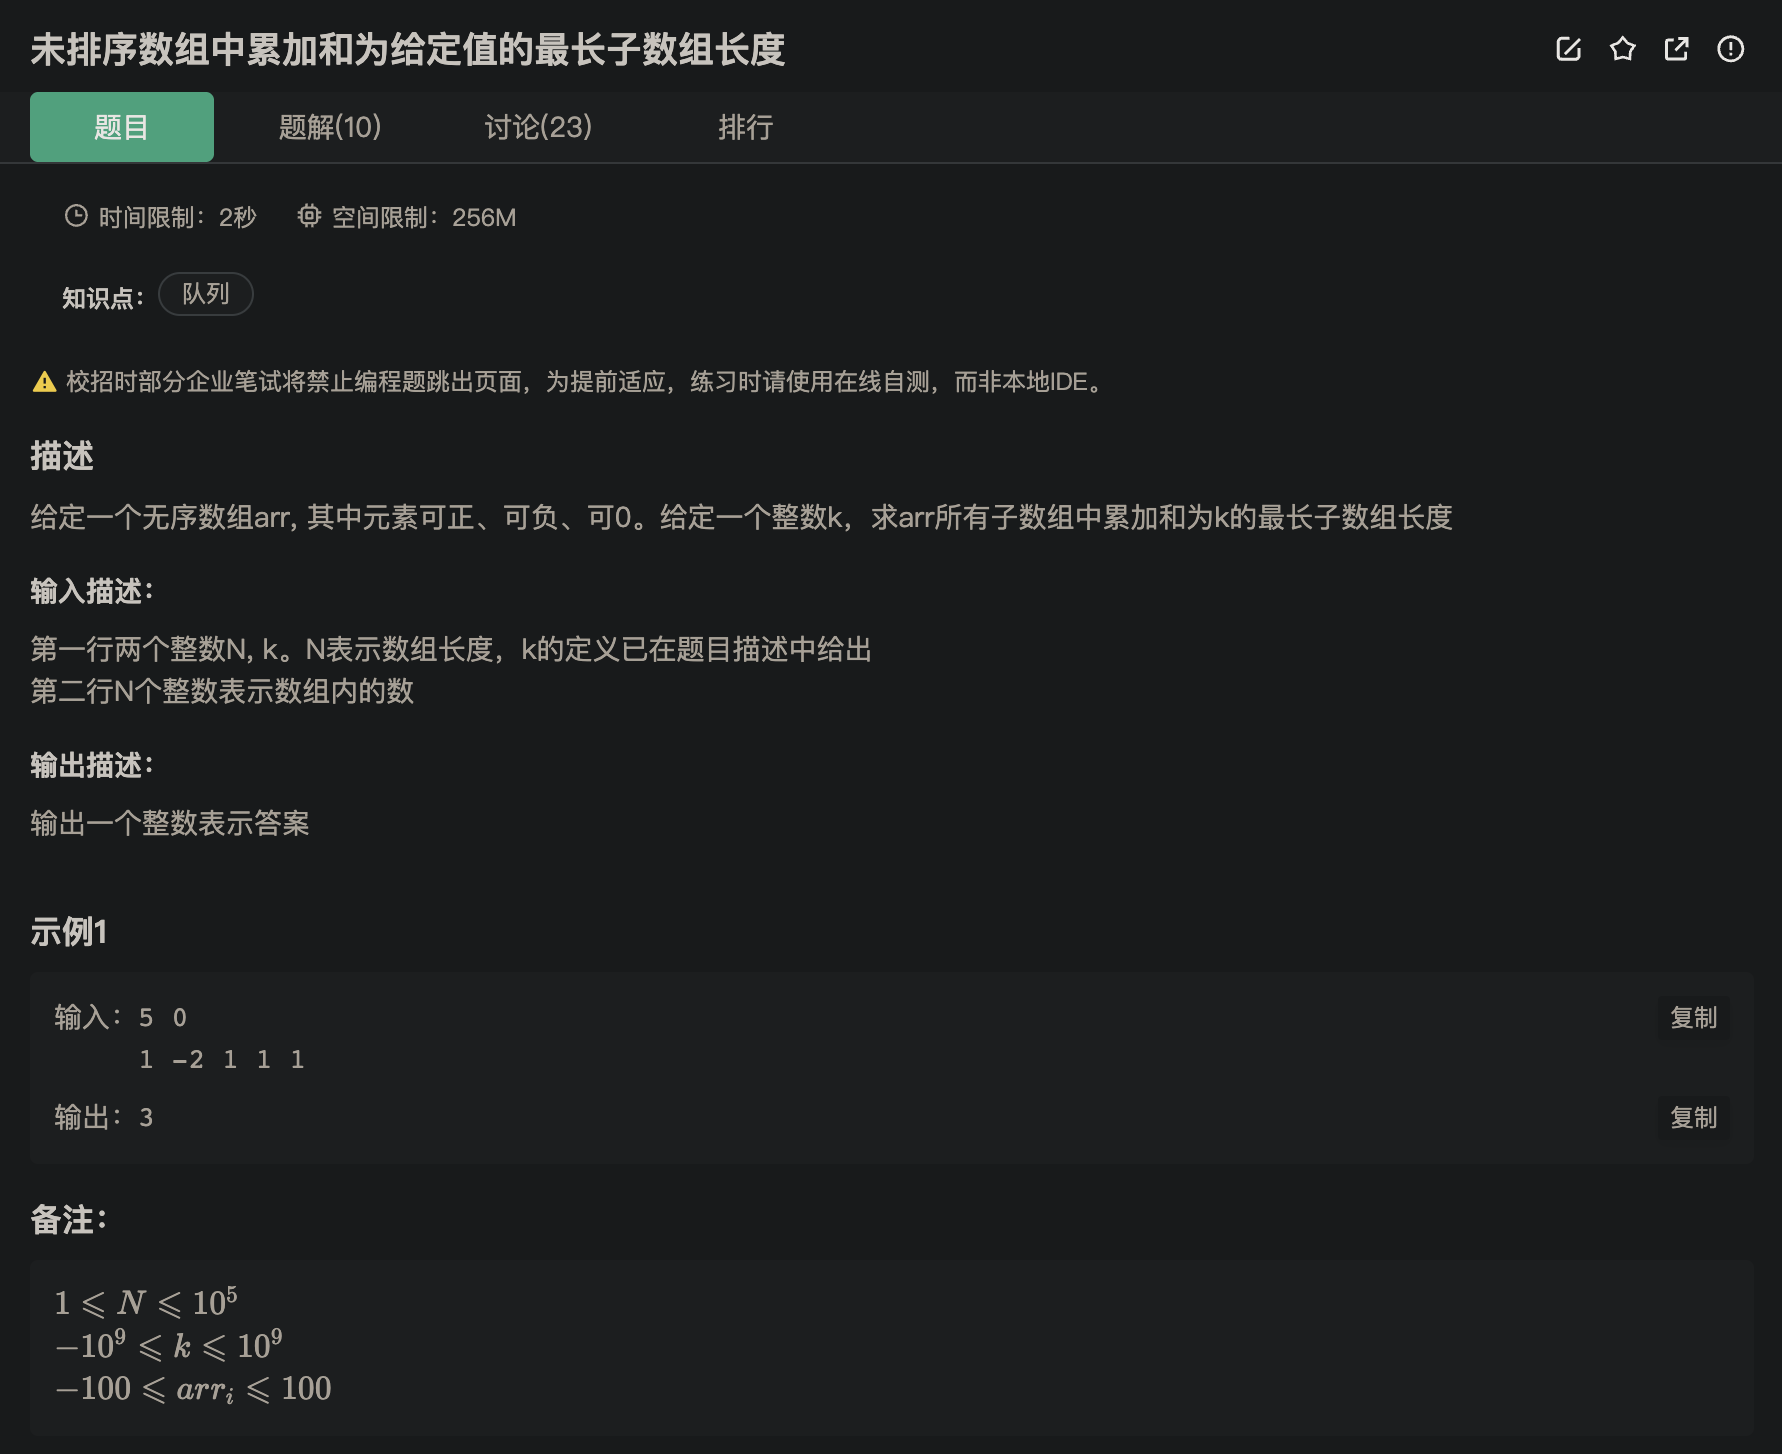 未排序数组中累加和为给定值的最长子数组长度
题目 题解(10) 讨论(23) 排行
时间限制：2秒 空间限制：256M
知识点： 队列
校招时部分企业笔试将禁止编程题跳出页面，为提前适应，练习时请使用在线自测，而非本地IDE。
描述
给定一个无序数组arr, 其中元素可正、可负、可0。给定一个整数k，求arr所有子数组中累加和为k的最长子数组长度
输入描述：
第一行两个整数N, k。N表示数组长度，k的定义已在题目描述中给出
第二行N个整数表示数组内的数
输出描述：
输出一个整数表示答案
示例1
输入：5 0 复制
1 -2 1 1 1
输出：3 复制
备注：
1 ⩽ N ⩽ 10^5
−10^9 ⩽ k ⩽ 10^9
−100 ⩽ arr_i ⩽ 100